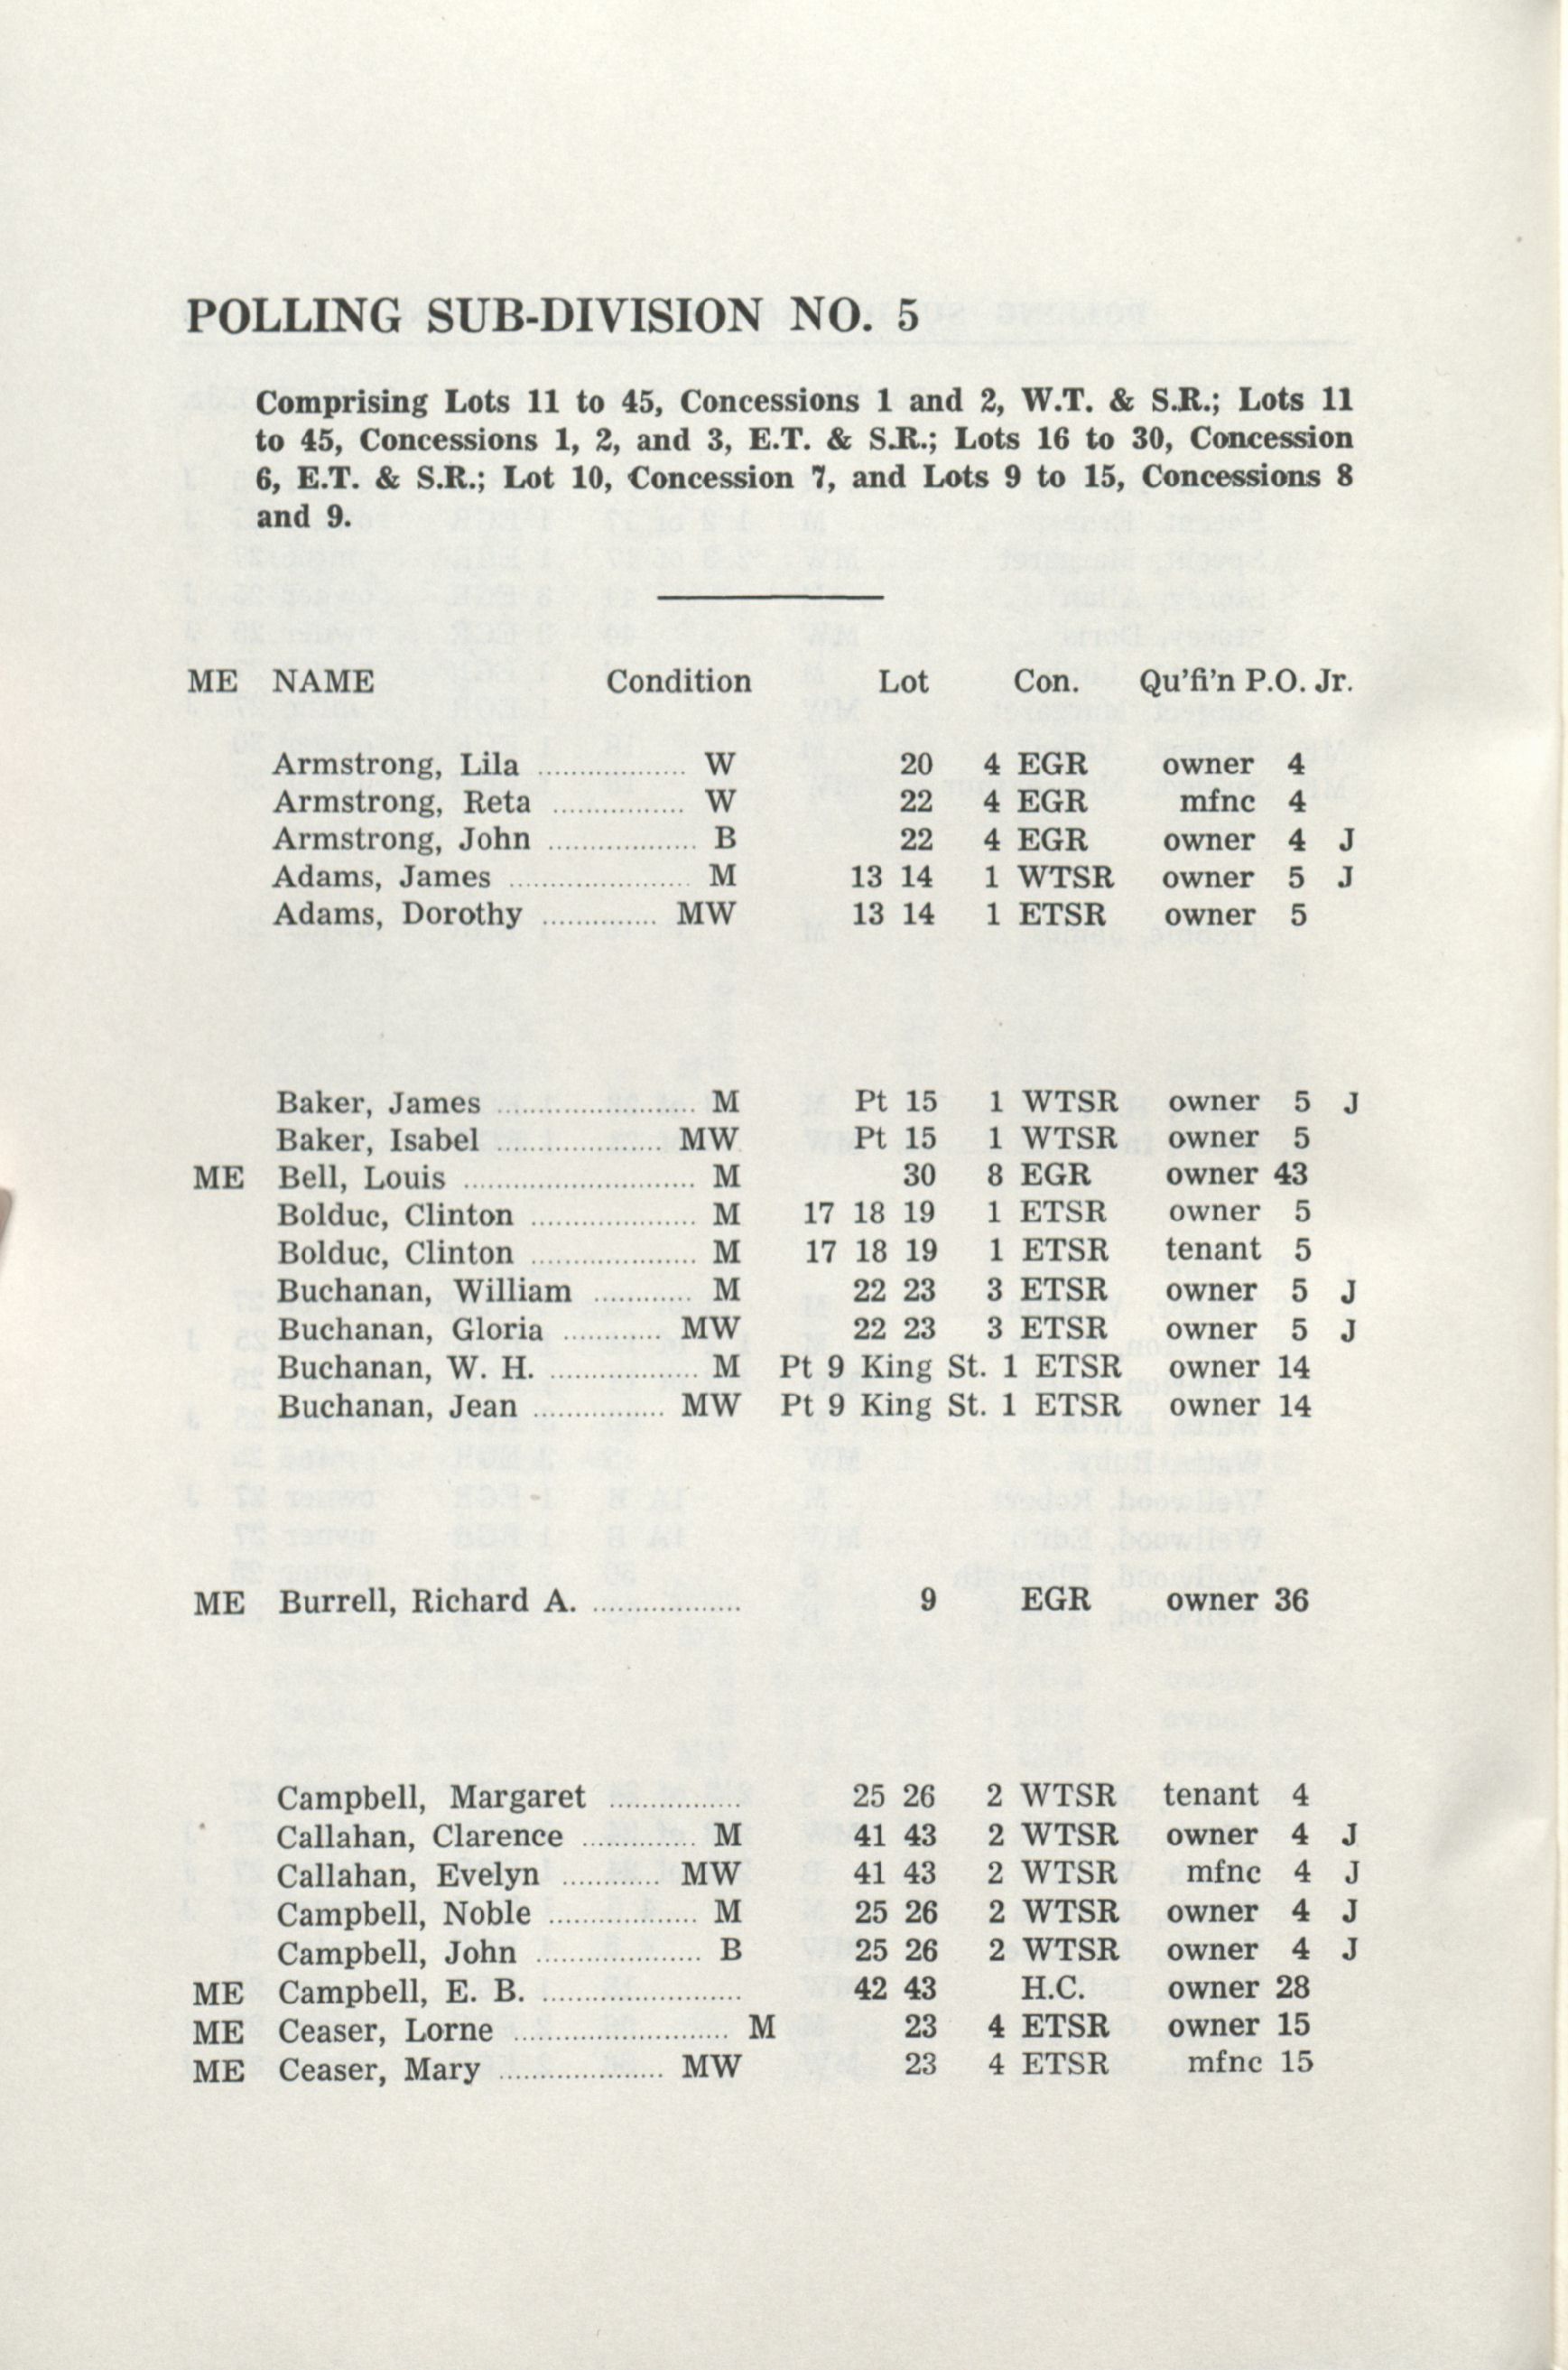 POLLING SUB-DIVISION NO. 5
Comprising Lots 11 to 45, Concessions 1 and 2, W.T. & S.R.; Lots 11
to 45, Concessions 1, 2, and 3, E.T. & S.R.; Lots 16 to 30, Concession
6, E.T. & S.R.; Lot 10, Concession 7, and Lots 9 to 15, Concessions 8
and 9.
ME NAME Condition Lot Con. Qu'fi'n P.O. Jr.
Armstrong, Lila .................. W 20 4 EGR owner 4
Armstrong, Reta ................ W 22 4 EGR mfnc 4
Armstrong, John .................. B 22 4 EGR owner 4 J
Adams, James ...................... M 13 14 1 WTSR owner 5 J
Adams, Dorothy .............. MW 13 14 1 ETSR owner 5
Baker, James ........................ M Pt 15 1 WTSR owner 5 J
Baker, Isabel .................... MW Pt 15 1 WTSR owner 5
ME Bell, Louis ............................ M 30 8 EGR owner 43
Bolduc, Clinton .................... M 17 18 19 1 ETSR owner 5
Bolduc, Clinton .................... M 17 18 19 1 ETSR tenant 5
Buchanan, William ............ M 22 23 3 ETSR owner 5 J
Buchanan, Gloria ............ MW 22 23 3 ETSR owner 5 J
Buchanan, W. H. .................. M Pt 9 King St. 1 ETSR owner 14
Buchanan, Jean ................ MW Pt 9 King St. 1 ETSR owner 14
ME Burrell, Richard A. .................. 9 EGR owner 36
Campbell, Margaret ................ 25 26 2 WTSR tenant 4
Callahan, Clarence .............. M 41 43 2 WTSR owner 4 J
Callahan, Evelyn ............ MW 41 43 2 WTSR mfnc 4 J
Campbell, Noble .................. M 25 26 2 WTSR owner 4 J
Campbell, John .................... B 25 26 2 WTSR owner 4 J
ME Campbell, E. B. ........................ 42 43 H.C. owner 28
ME Ceaser, Lorne .......................... M 23 4 ETSR owner 15
ME Ceaser, Mary .................... MW 23 4 ETSR mfnc 15